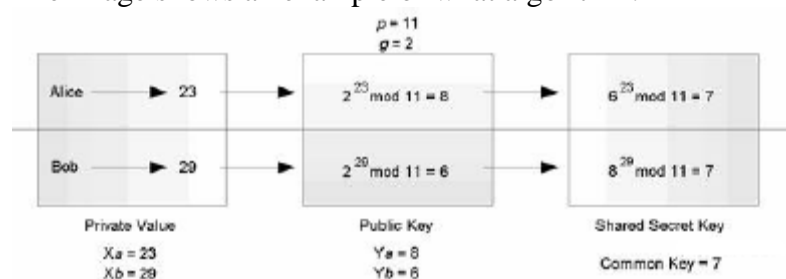 p = 11
g = 2
Alice 23 2^23 mod 11 = 8 6^23 mod 11 = 7
Bob 29 2^29 mod 11 = 6 8^29 mod 11 = 7
Private Value Public Key Shared Secret Key
Xa = 23 Ya = 8 Common Key = 7
Xb = 29 Yb = 6